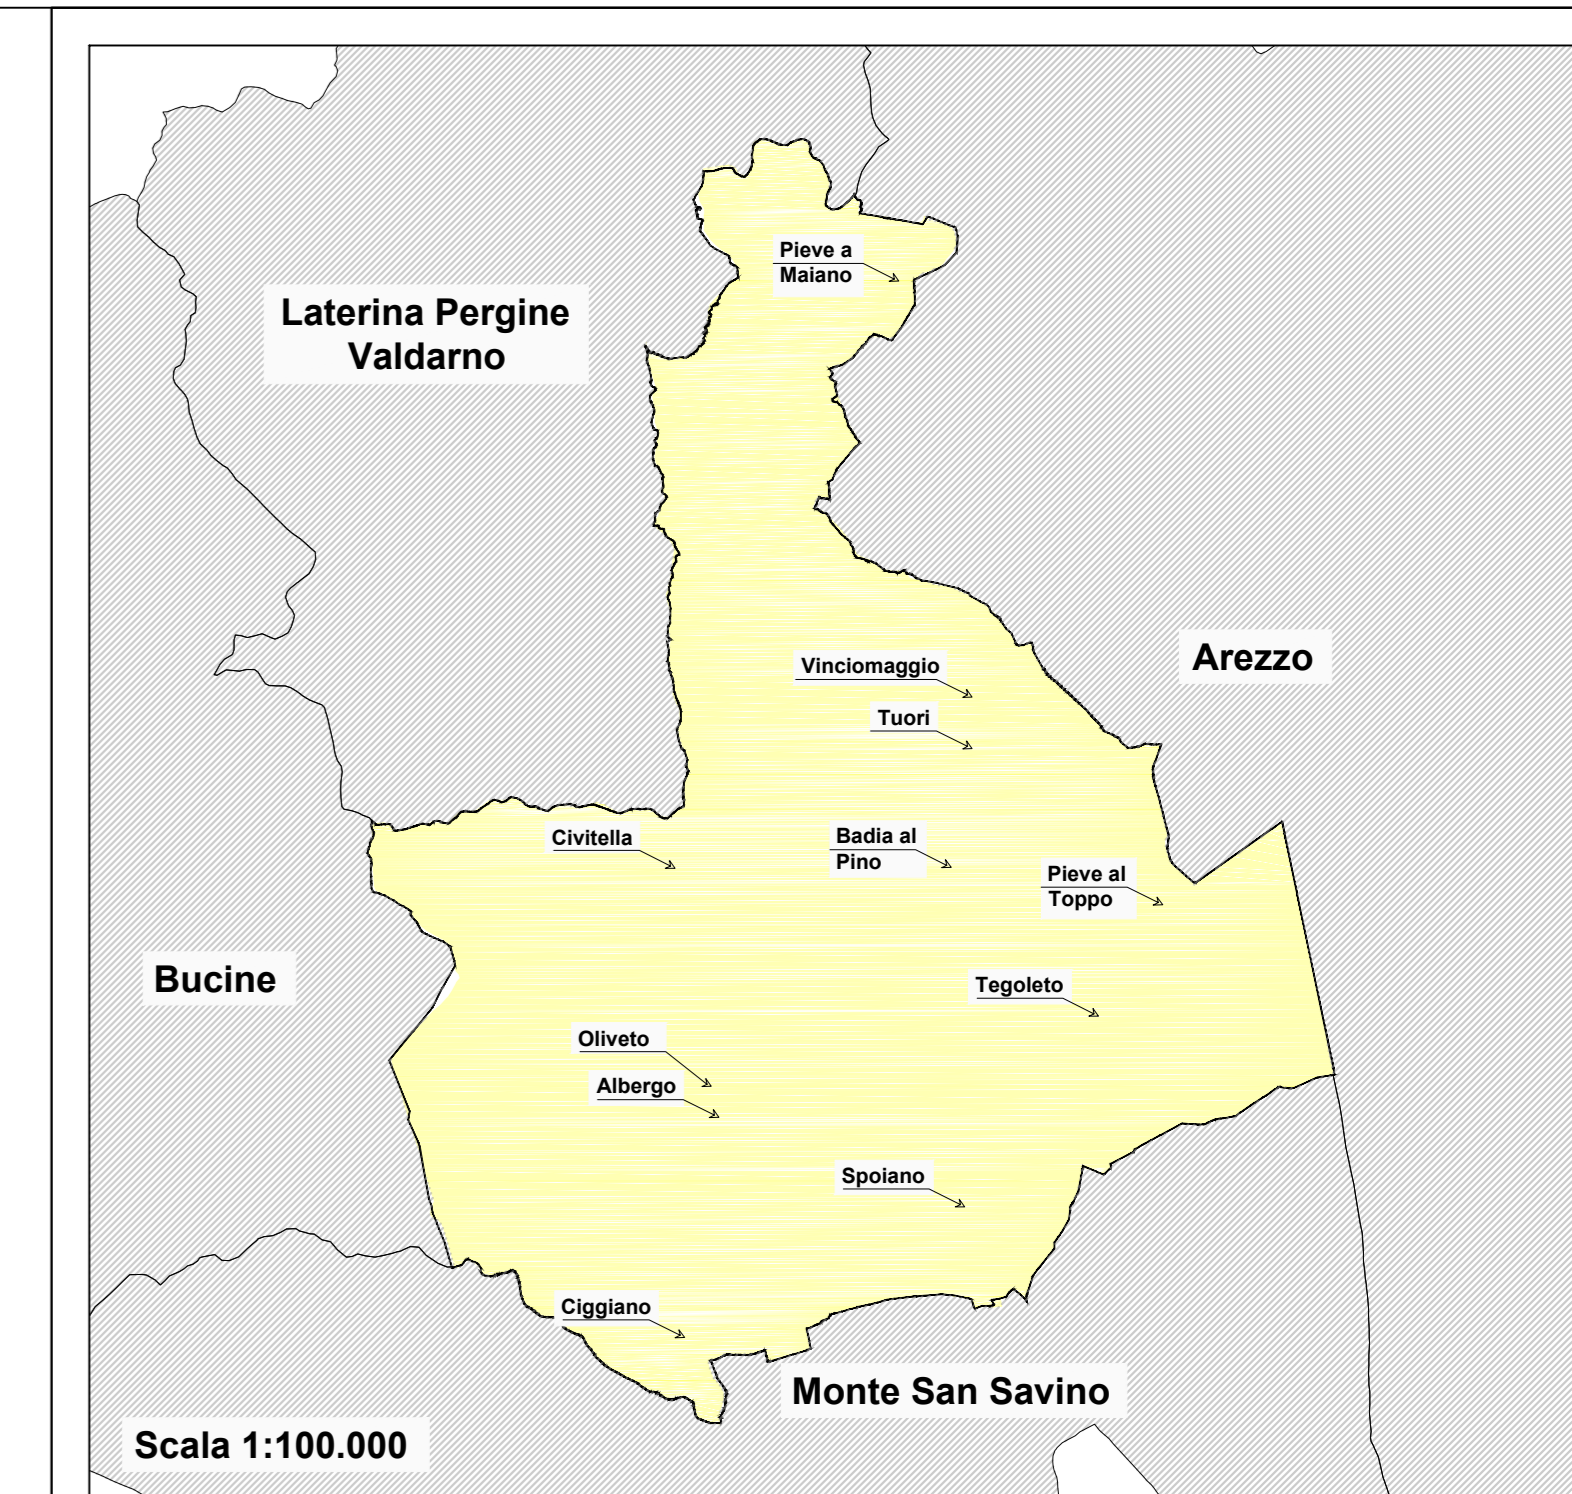 Pieve a
Maiano
Laterina Pergine
Valdarno
Arezzo
Vinciomaggio
Tuori
Civitella
Badia al
Pino
Pieve al
Toppo
Bucine
Tegoleto
Oliveto
Albergo
Spoiano
Ciggiano
Monte San Savino
Scala 1:100.000